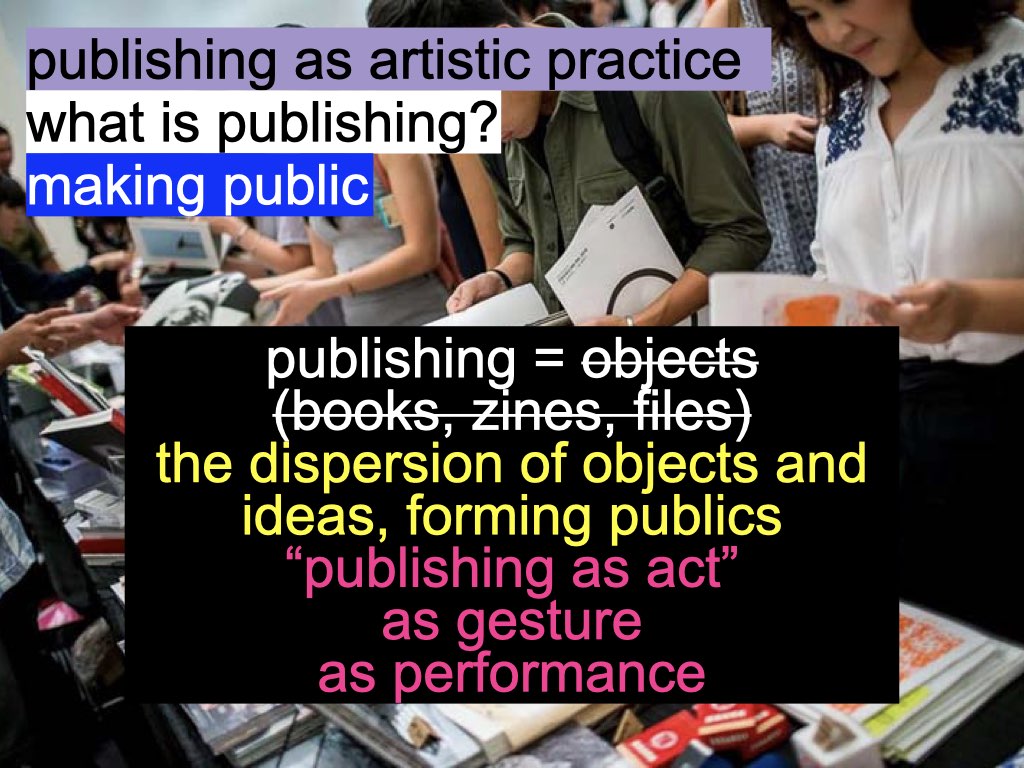 publishing as artistic practice
what is publishing?
making public
publishing = objects
(books, zines, files)
the dispersion of objects and
ideas, forming publics
“publishing as act”
as gesture
as performance